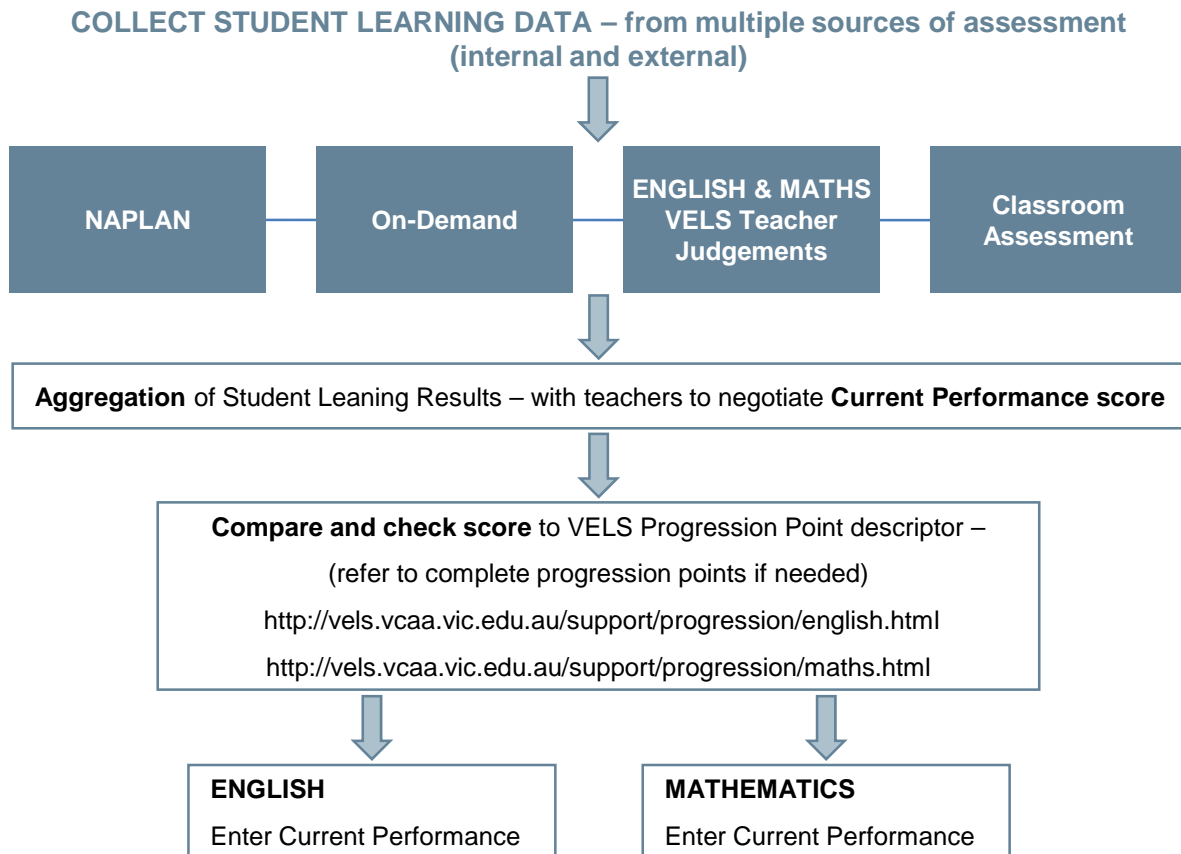 COLLECT STUDENT LEARNING DATA – from multiple sources of assessment
(internal and external)
NAPLAN
On-Demand
ENGLISH & MATHS
VELS Teacher
Judgements
Classroom
Assessment
Aggregation of Student Leaning Results – with teachers to negotiate Current Performance score
Compare and check score to VELS Progression Point descriptor –
(refer to complete progression points if needed)
http://vels.vcaa.vic.edu.au/support/progression/english.html
http://vels.vcaa.vic.edu.au/support/progression/maths.html
ENGLISH
Enter Current Performance
MATHEMATICS
Enter Current Performance